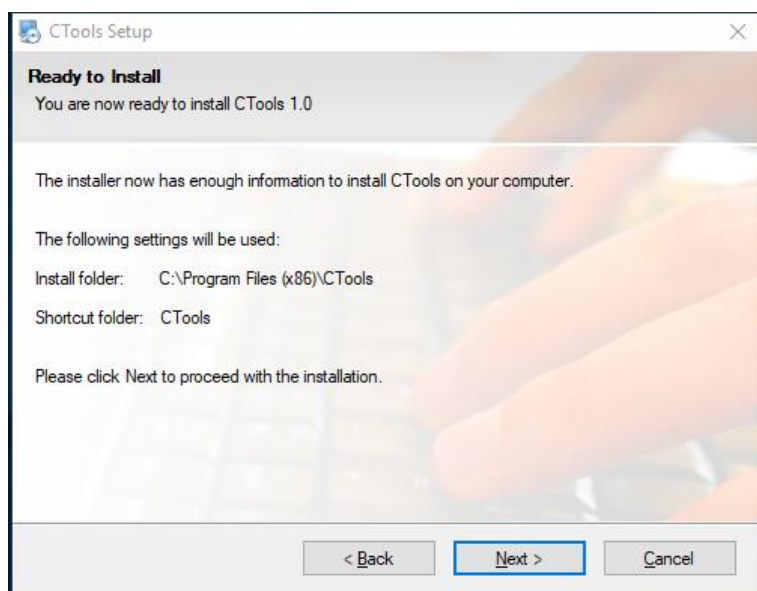 CTools Setup
Ready to Install
You are now ready to install CTools 1.0
The installer now has enough information to install CTools on your computer.
The following settings will be used:
Install folder: C:\Program Files (x86)\CTools
Shortcut folder: CTools
Please click Next to proceed with the installation.
< Back Next > Cancel